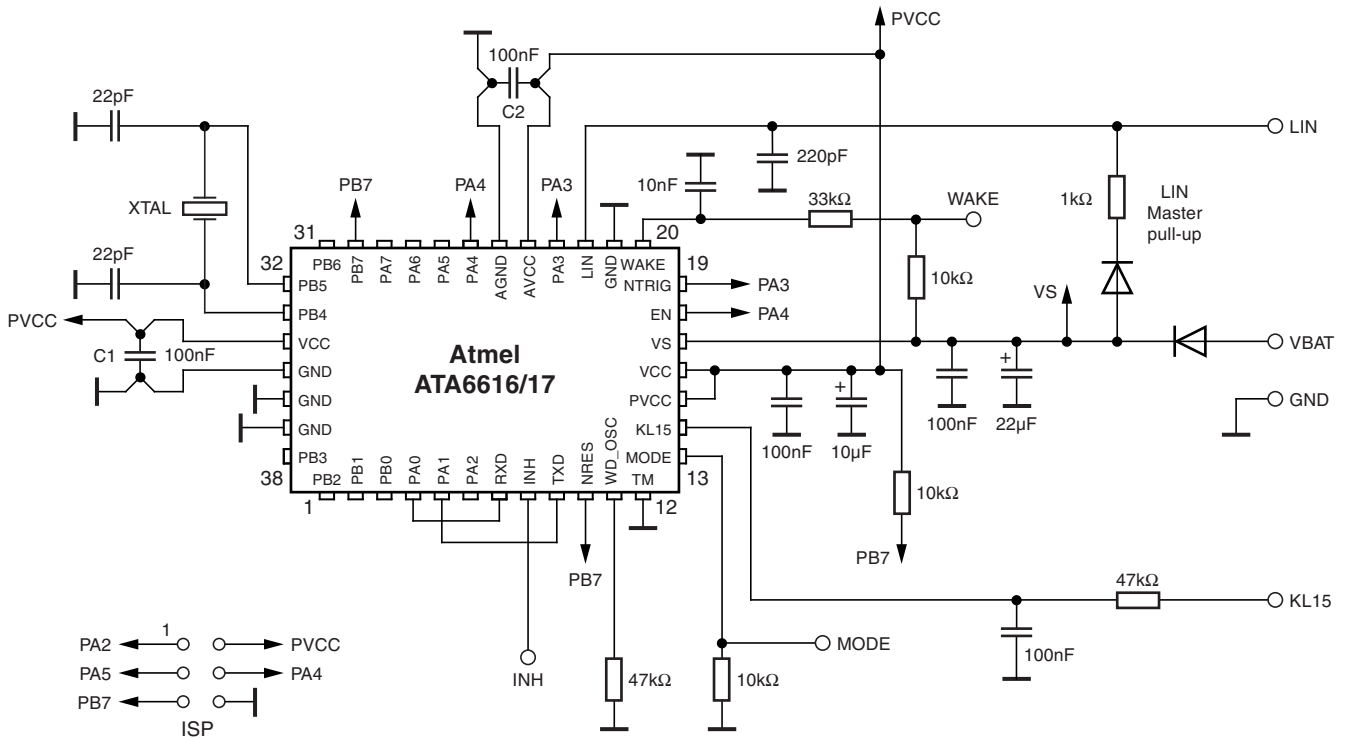 PVCC
100nF
C2
22pF
LIN
220pF
10nF
XTAL
PB7
PA4
PA3
33kΩ
WAKE
1kΩ
LIN
Master
pull-up
22pF
31
20
32
19
PB6
PB7
PA7
PA6
PA5
PA4
AGND
AVCC
PA3
LIN
GND
WAKE
PB5
NTRIG
PA3
10kΩ
PB4
EN
PA4
VS
PVCC
VCC
VS
VBAT
C1
100nF
Atmel
ATA6616/17
GND
VCC
GND
PVCC
GND
GND
KL15
100nF
10µF
100nF
22µF
PB3
MODE
38
13
PB2
PB1
PB0
PA0
PA1
PA2
RXD
INH
TXD
NRES
WD_OSC
TM
1
12
10kΩ
PB7
PB7
47kΩ
KL15
1
PA2
PVCC
MODE
100nF
PA5
PA4
INH
47kΩ
10kΩ
PB7
ISP